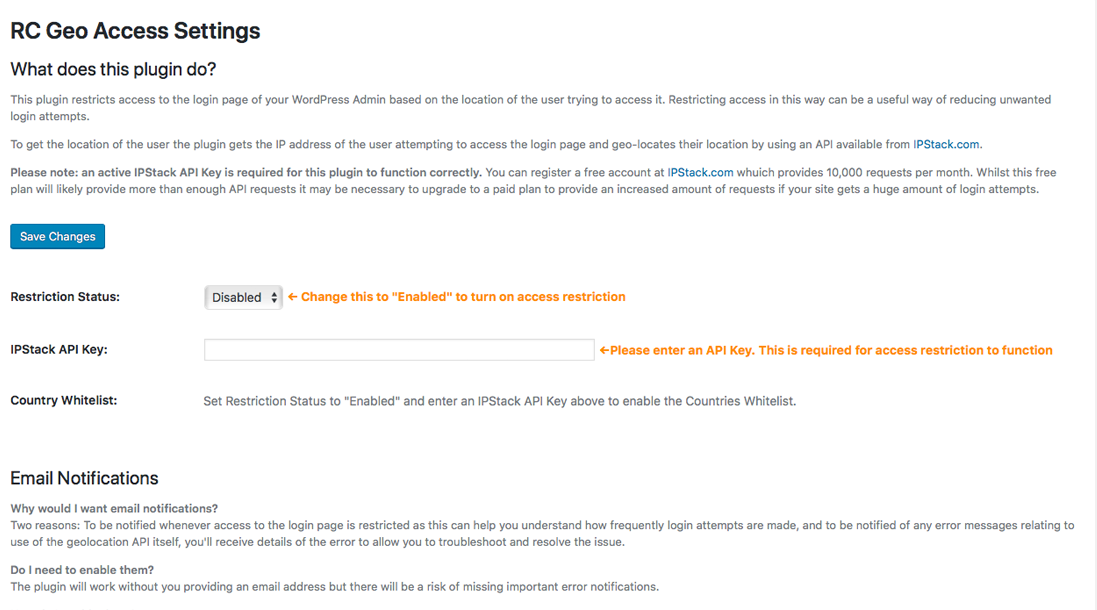 RC Geo Access Settings
What does this plugin do?
This plugin restricts access to the login page of your WordPress Admin based on the location of the user trying to access it. Restricting access in this way can be a useful way of reducing unwanted
login attempts.
To get the location of the user the plugin gets the IP address of the user attempting to access the login page and geo-locates their location by using an API available from IPStack.com.
Please note: an active IPStack API Key is required for this plugin to function correctly. You can register a free account at IPStack.com whuich provides 10,000 requests per month. Whilst this free
plan will likely provide more than enough API requests it may be necessary to upgrade to a paid plan to provide an increased amount of requests if your site gets a huge amount of login attempts.
Save Changes
Restriction Status: Disabled ← Change this to "Enabled" to turn on access restriction
IPStack API Key: ←Please enter an API Key. This is required for access restriction to function
Country Whitelist: Set Restriction Status to "Enabled" and enter an IPStack API Key above to enable the Countries Whitelist.
Email Notifications
Why would I want email notifications?
Two reasons: To be notified whenever access to the login page is restricted as this can help you understand how frequently login attempts are made, and to be notified of any error messages relating to
use of the geolocation API itself, you'll receive details of the error to allow you to troubleshoot and resolve the issue.
Do I need to enable them?
The plugin will work without you providing an email address but there will be a risk of missing important error notifications.